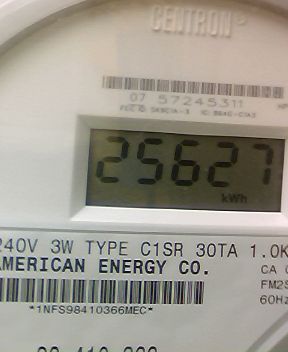 CENTRON®
07 57245311
25627
kWh
240V 3W TYPE C1SR 30TA 1.0K
AMERICAN ENERGY CO.
CA
FM2S
60Hz
*1NFS98410366MEC*